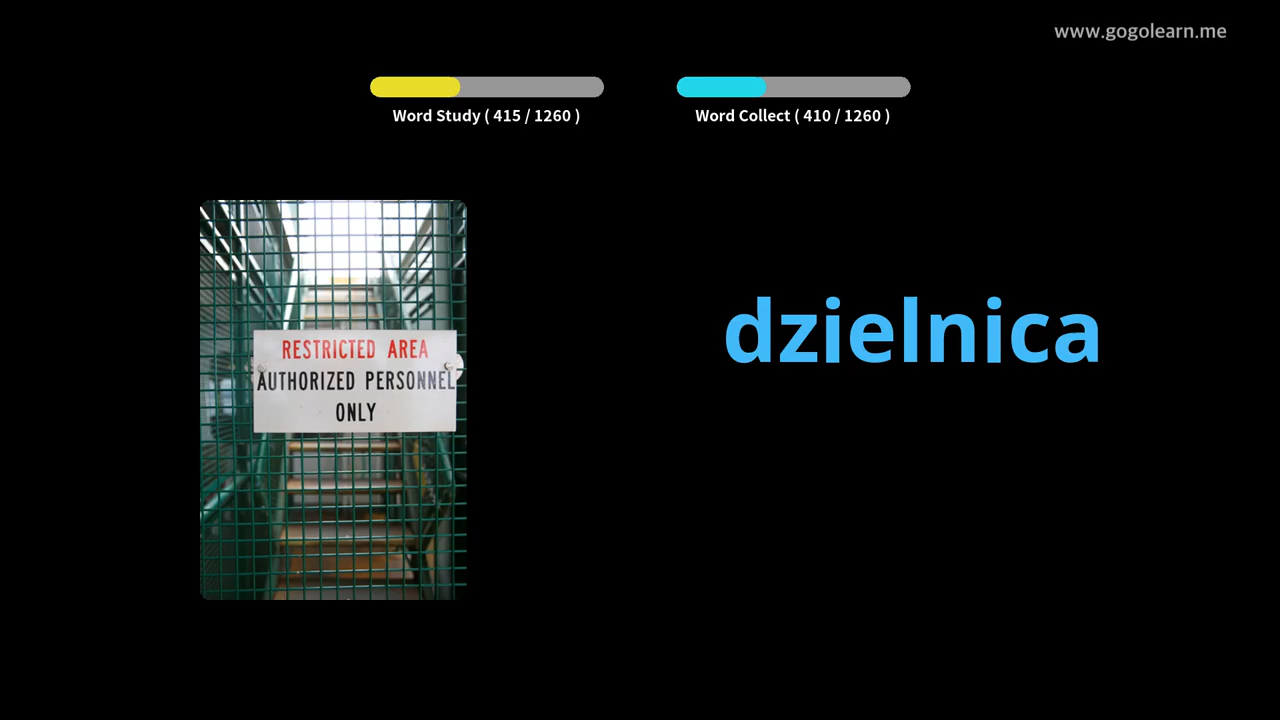 www.gogolearn.me
Word Study ( 415 / 1260 )
Word Collect ( 410 / 1260 )
RESTRICTED AREA
AUTHORIZED PERSONNEL
ONLY
dzielnica